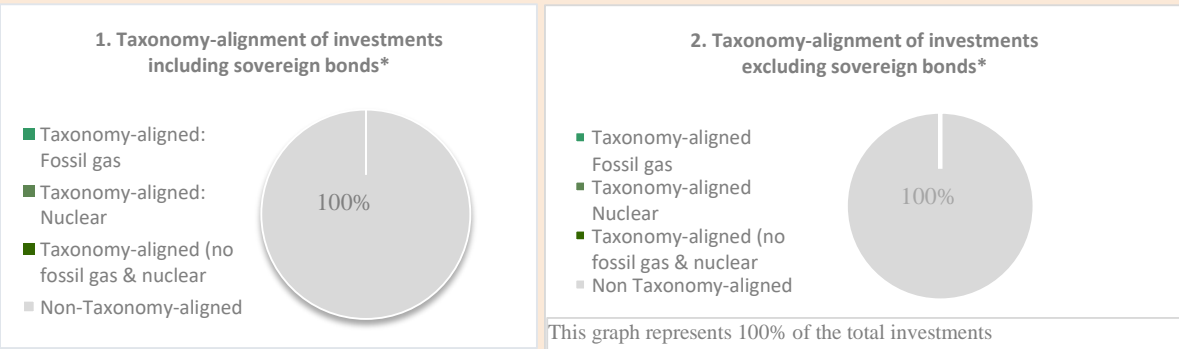 1. Taxonomy-alignment of investments
including sovereign bonds*
Taxonomy-aligned:
Fossil gas
Taxonomy-aligned:
Nuclear
Taxonomy-aligned (no
fossil gas & nuclear
Non-Taxonomy-aligned
100%
2. Taxonomy-alignment of investments
excluding sovereign bonds*
Taxonomy-aligned
Fossil gas
Taxonomy-aligned
Nuclear
Taxonomy-aligned (no
fossil gas & nuclear
Non Taxonomy-aligned
100%
This graph represents 100% of the total investments